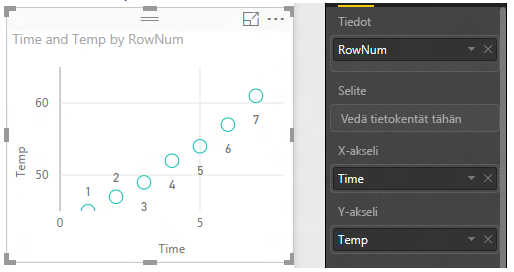 Time and Temp by RowNum
60
50
Temp
1
2
3
4
5
6
7
0
5
Time
Tiedot
RowNum
Selite
Vedä tietokentät tähän
X-akseli
Time
Y-akseli
Temp